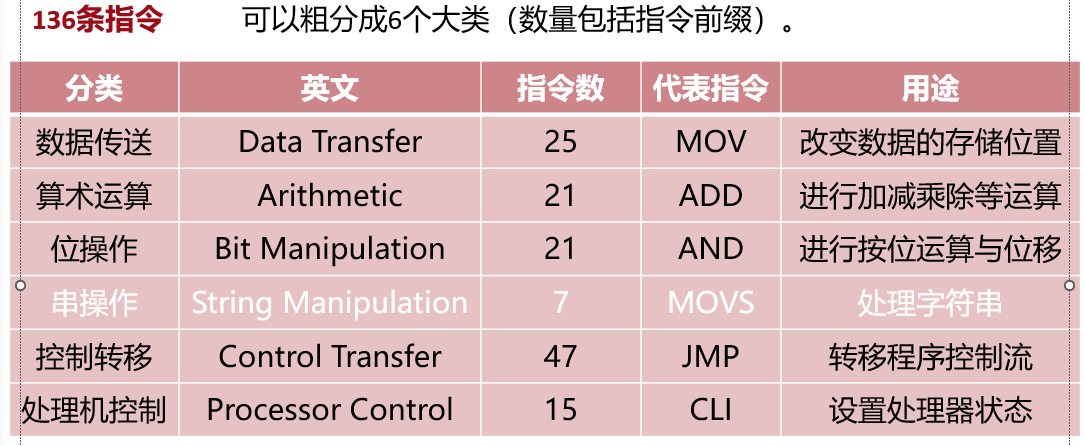 136条指令 可以粗分成6个大类（数量包括指令前缀）。
分类 英文 指令数 代表指令 用途
数据传送 Data Transfer 25 MOV 改变数据的存储位置
算术运算 Arithmetic 21 ADD 进行加减乘除等运算
位操作 Bit Manipulation 21 AND 进行按位运算与位移
串操作 String Manipulation 7 MOVS 处理字符串
控制转移 Control Transfer 47 JMP 转移程序控制流
处理机控制 Processor Control 15 CLI 设置处理器状态